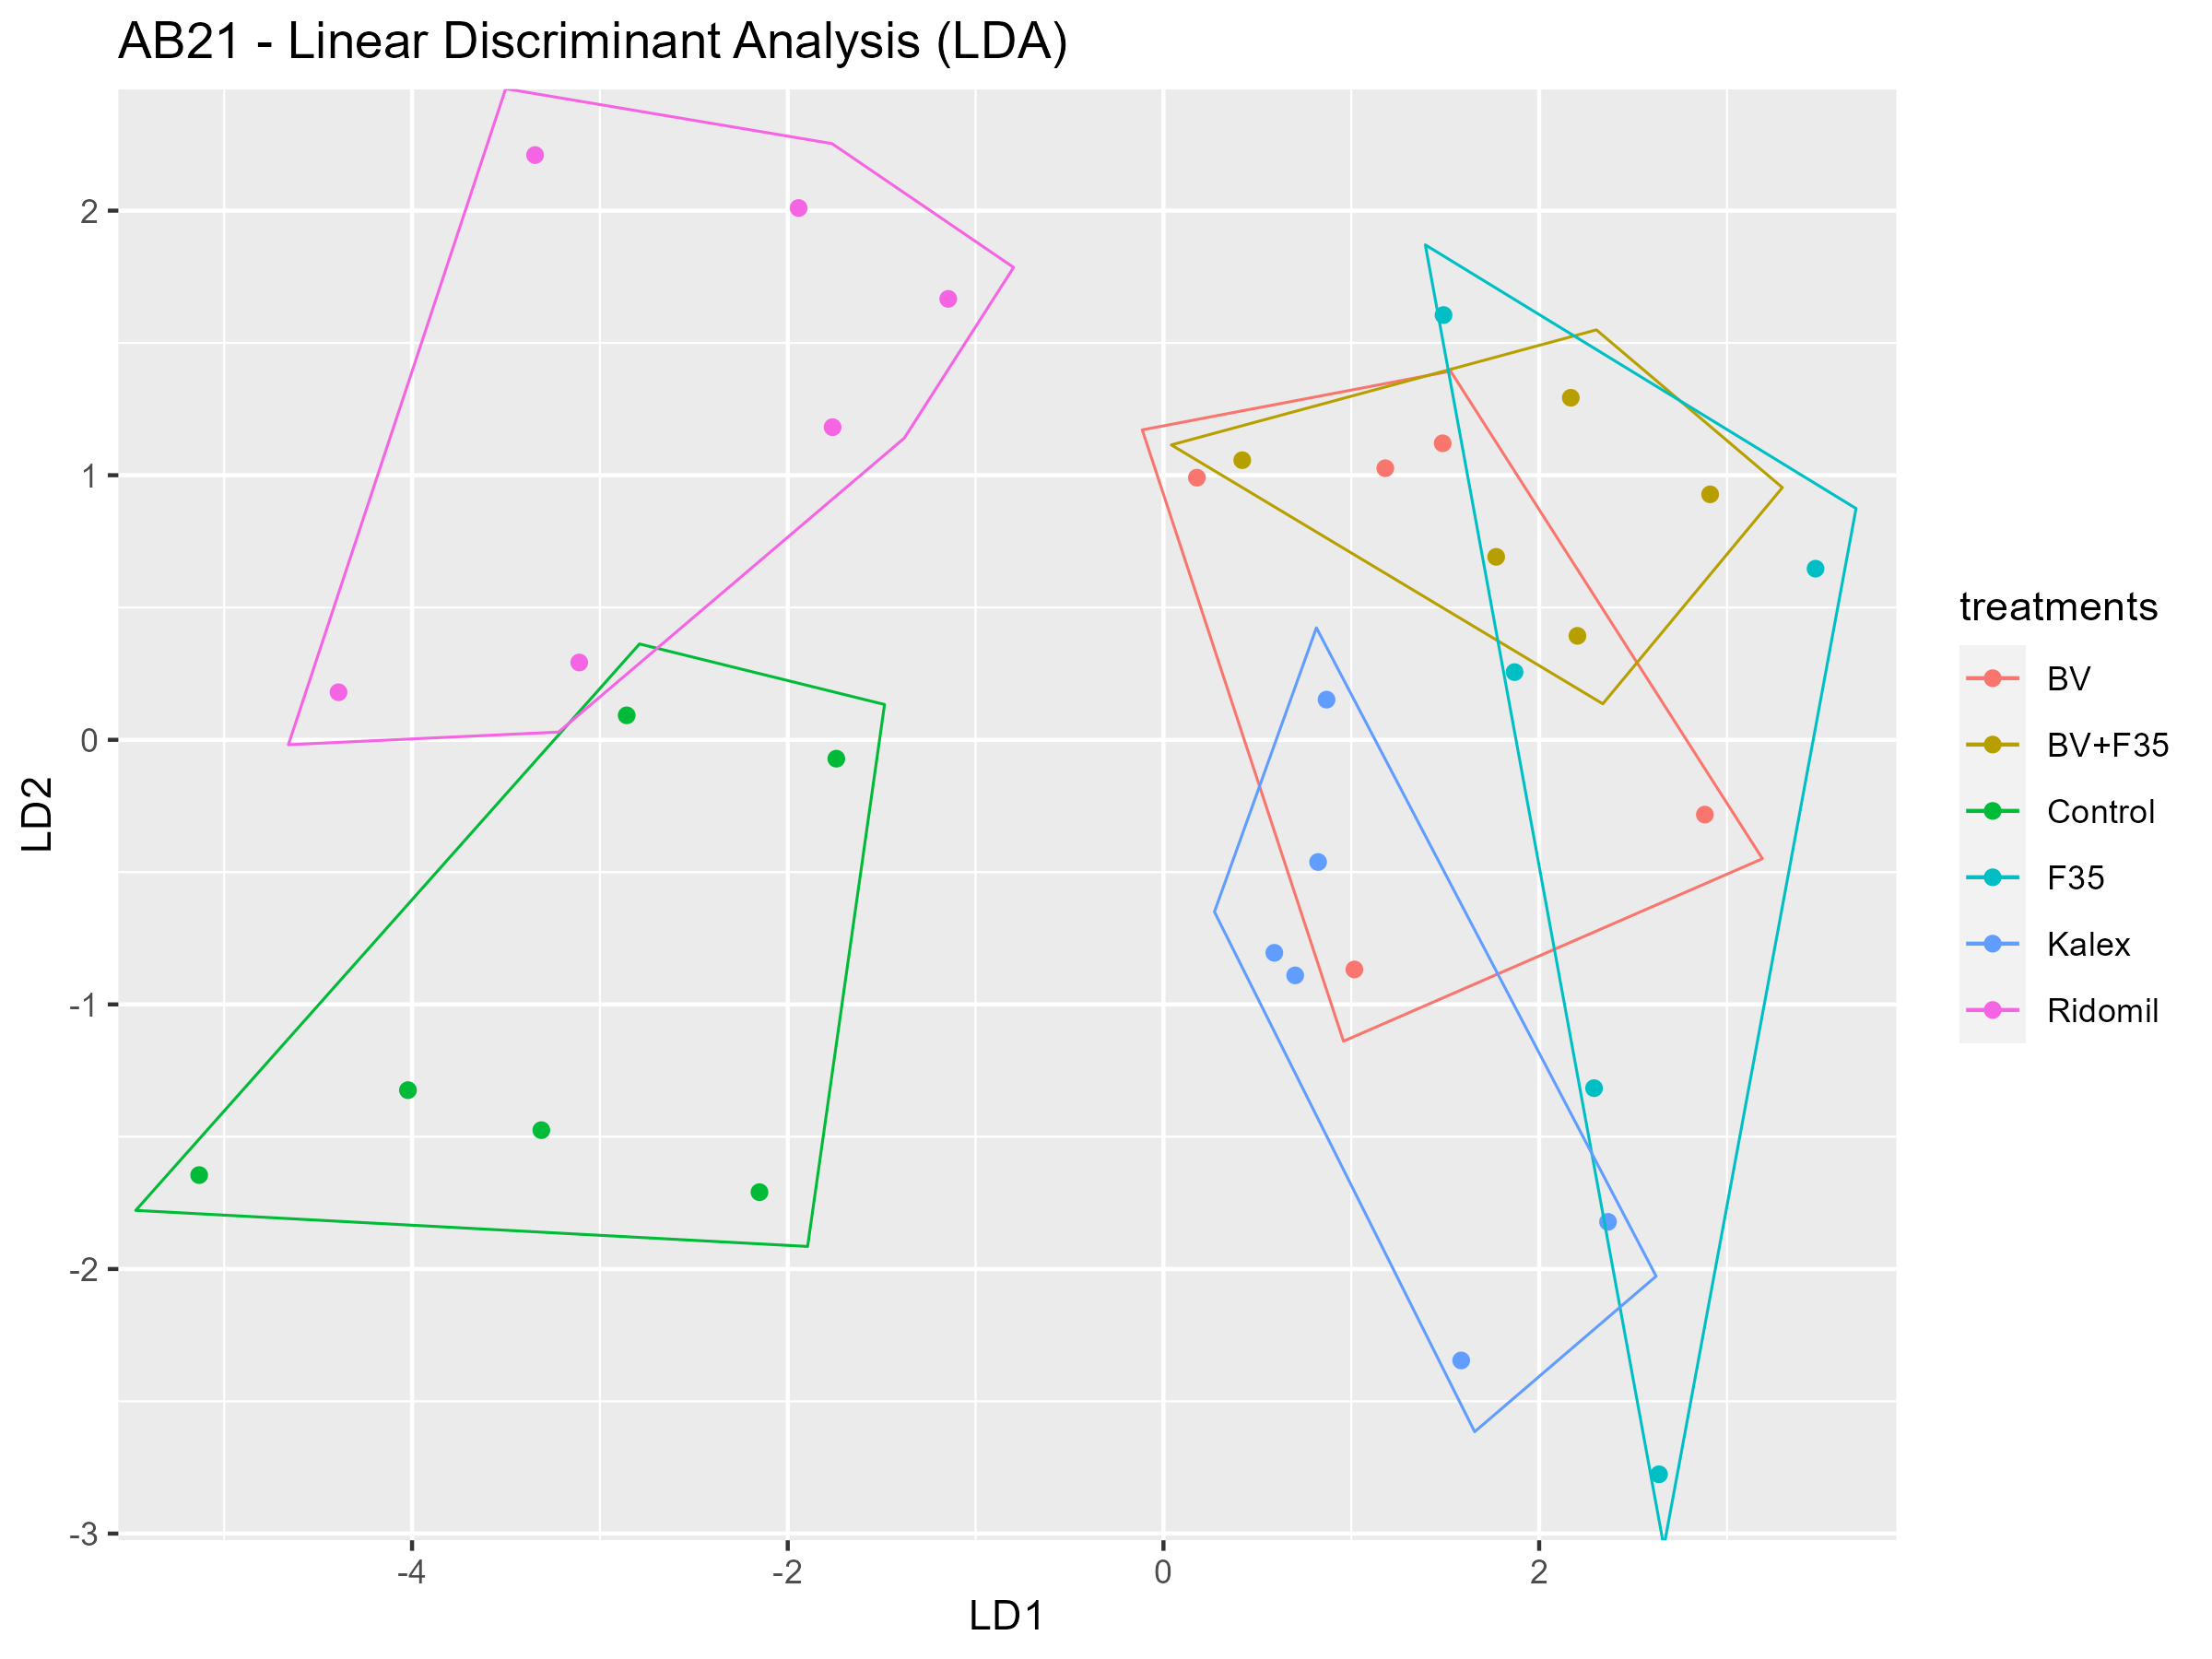 AB21 - Linear Discriminant Analysis (LDA)
2
1
0
-1
-2
-3
LD2
-4
-2
0
2
LD1
treatments
BV
BV+F35
Control
F35
Kalex
Ridomil